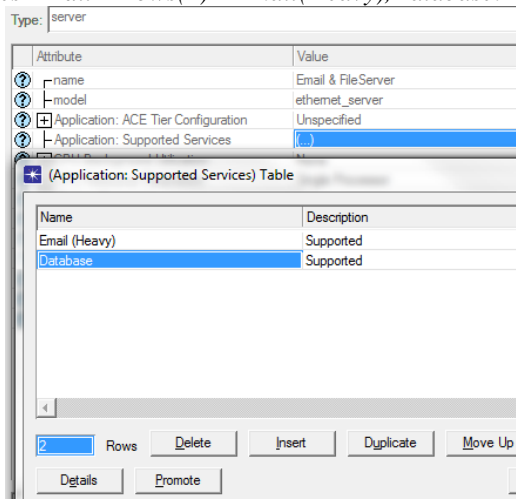 Type: server
Attribute Value
name Email & FileServer
model ethernet_server
Application: ACE Tier Configuration Unspecified
Application: Supported Services (...)
(Application: Supported Services) Table
Name Description
Email (Heavy) Supported
Database Supported
2 Rows Delete Insert Duplicate Move Up
Details Promote